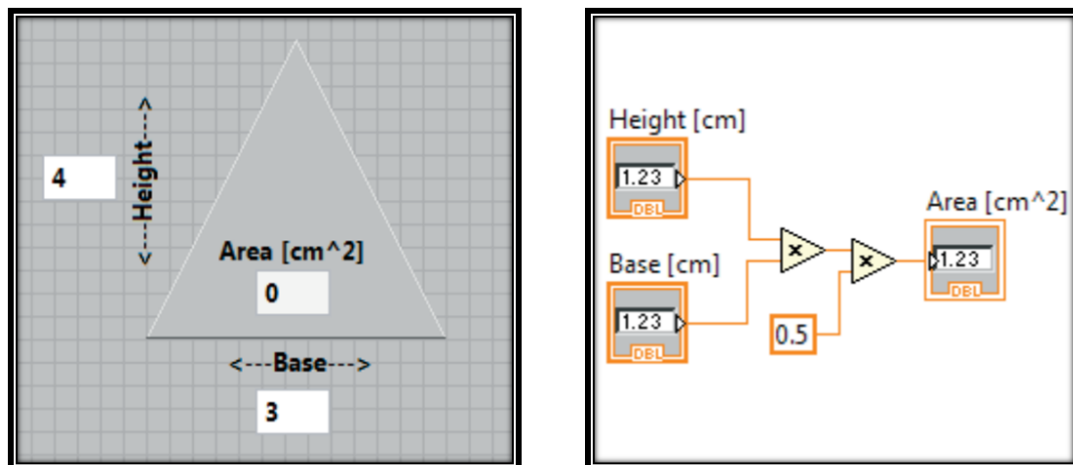 4
<---Height--->
Area [cm^2]
0
<---Base--->
3
Height [cm]
1.23
DBL
Base [cm]
1.23
DBL
×
×
0.5
Area [cm^2]
1.23
DBL